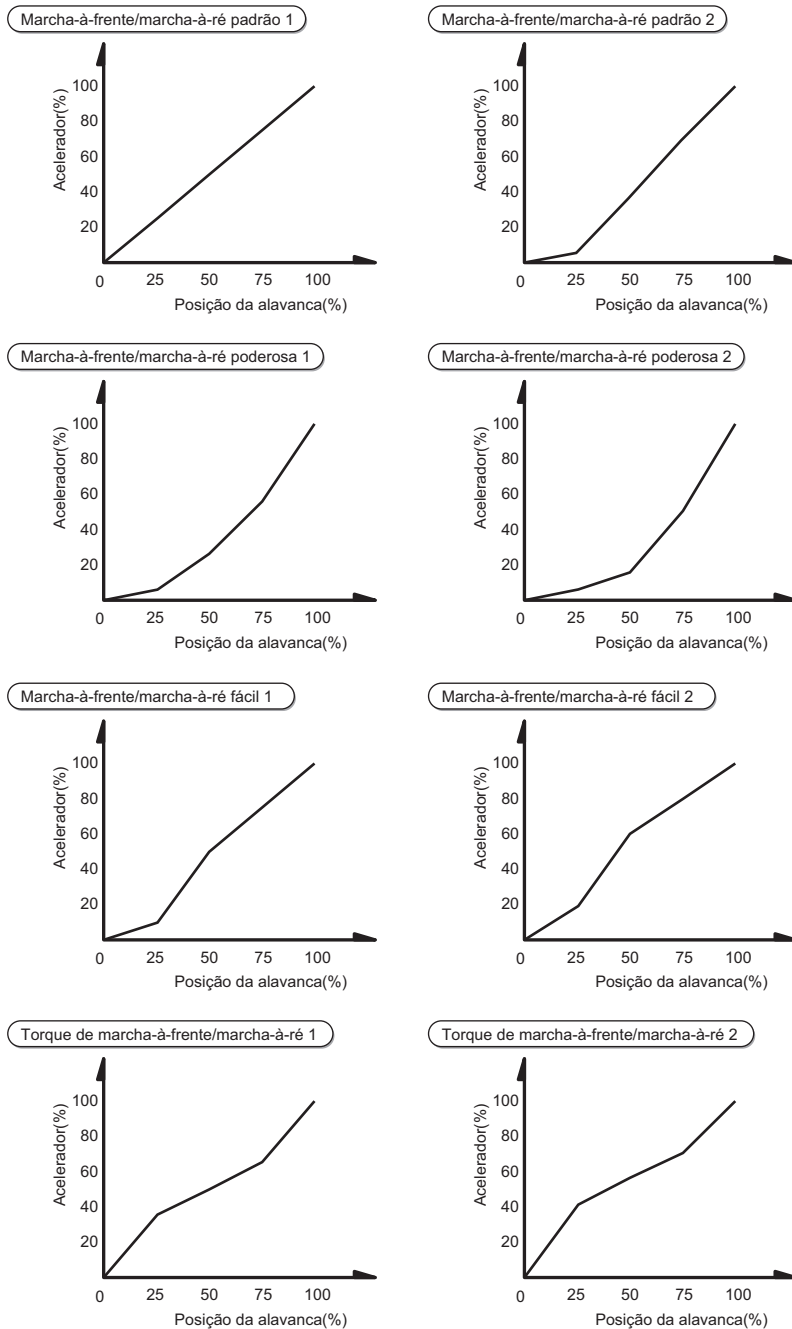 Marcha-à-frente/marcha-à-ré padrão 1
Acelerador(%)
100
80
60
40
20
0 25 50 75 100
Posição da alavanca(%)
Marcha-à-frente/marcha-à-ré padrão 2
Acelerador(%)
100
80
60
40
20
0 25 50 75 100
Posição da alavanca(%)
Marcha-à-frente/marcha-à-ré poderosa 1
Acelerador(%)
100
80
60
40
20
0 25 50 75 100
Posição da alavanca(%)
Marcha-à-frente/marcha-à-ré poderosa 2
Acelerador(%)
100
80
60
40
20
0 25 50 75 100
Posição da alavanca(%)
Marcha-à-frente/marcha-à-ré fácil 1
Acelerador(%)
100
80
60
40
20
0 25 50 75 100
Posição da alavanca(%)
Marcha-à-frente/marcha-à-ré fácil 2
Acelerador(%)
100
80
60
40
20
0 25 50 75 100
Posição da alavanca(%)
Torque de marcha-à-frente/marcha-à-ré 1
Acelerador(%)
100
80
60
40
20
0 25 50 75 100
Posição da alavanca(%)
Torque de marcha-à-frente/marcha-à-ré 2
Acelerador(%)
100
80
60
40
20
0 25 50 75 100
Posição da alavanca(%)